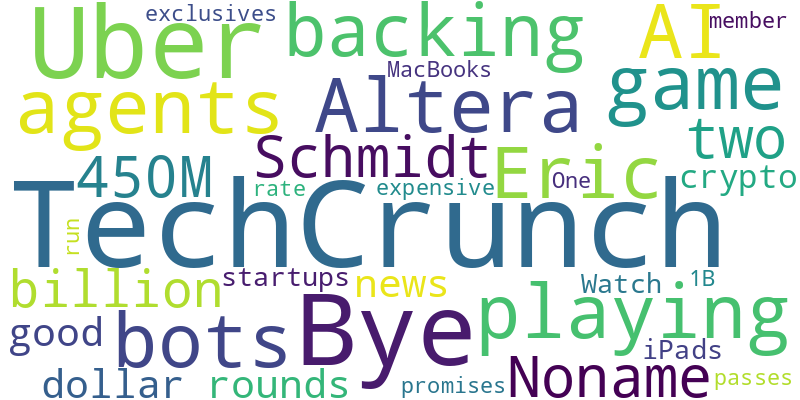 exclusives
Uber
backing
AI
member
MacBooks
agents
Altera
game
two
Schmidt
Eric
450M
crypto
rate
expensive
One
TechCrunch
run
billion
startups
news
Watch
1B
good
bots
Bye
playing
iPads
dollar
rounds
promises
Noname
passes